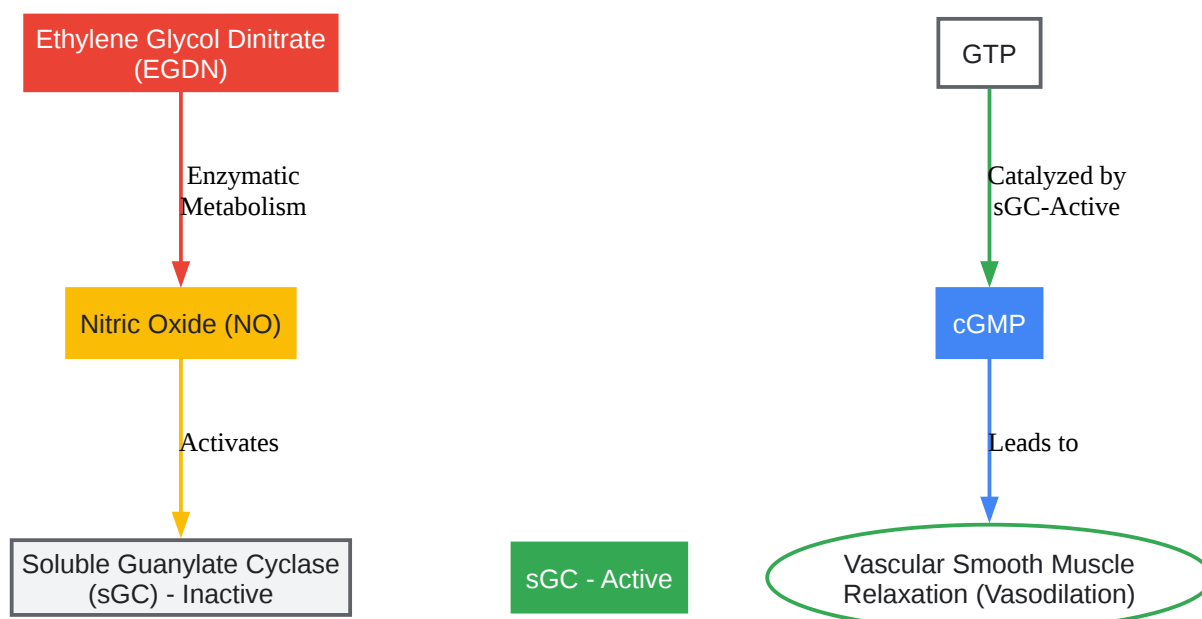 Ethylene Glycol Dinitrate
(EGDN)
GTP
Enzymatic
Metabolism
Catalyzed by
sGC-Active
Nitric Oxide (NO)
cGMP
Activates
Leads to
Soluble Guanylate Cyclase
(sGC) - Inactive
sGC - Active
Vascular Smooth Muscle
Relaxation (Vasodilation)